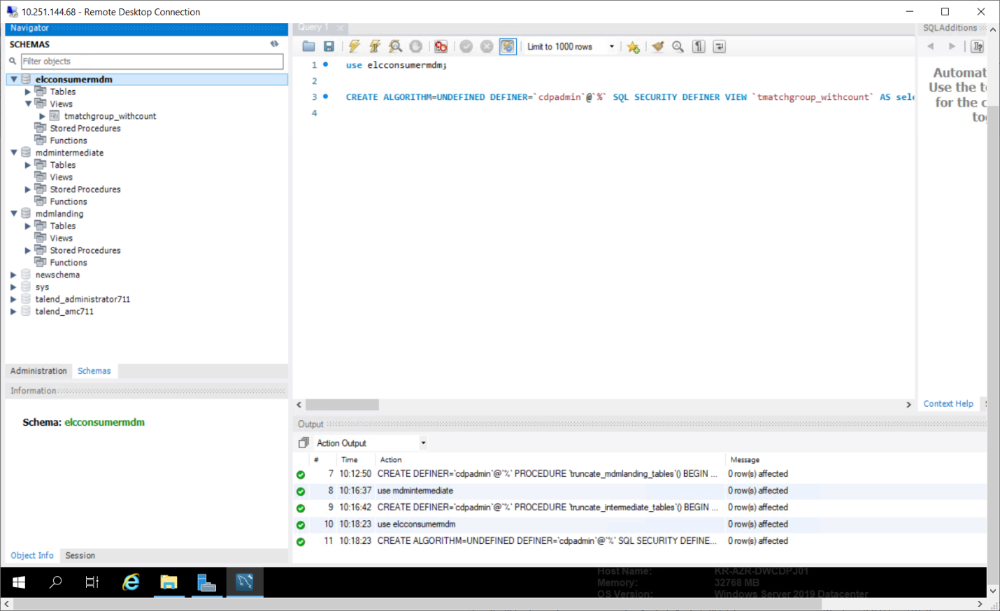 10.251.144.68 - Remote Desktop Connection
Navigator
SCHEMAS
Filter objects
elcconsumermdm
Tables
Views
tmatchgroup_withcount
Stored Procedures
Functions
mdmintermediate
Tables
Views
Stored Procedures
Functions
mdmlanding
Tables
Views
Stored Procedures
Functions
newschema
sys
talend_administrator711
talend_amc711
Administration Schemas
Information
Schema: elcconsumermdm
Object Info Session
Query 1
Limit to 1000 rows
1 use elcconsumermdm;
2
3 CREATE ALGORITHM=UNDEFINED DEFINER=`cdpadmin`@`%` SQL SECURITY DEFINER VIEW `tmatchgroup_withcount` AS sele
4
SQLAdditions
Automat
Use the t
for the c
tog
Context Help
Output
Action Output
# Time Action Message
7 10:12:50 CREATE DEFINER=`cdpadmin`@`%` PROCEDURE `truncate_mdmlanding_tables`() BEGIN ... 0 row(s) affected
8 10:16:37 use mdmintermediate 0 row(s) affected
9 10:16:42 CREATE DEFINER=`cdpadmin`@`%` PROCEDURE `truncate_intermediate_tables`() BEGIN ... 0 row(s) affected
10 10:18:23 use elcconsumermdm 0 row(s) affected
11 10:18:23 CREATE ALGORITHM=UNDEFINED DEFINER=`cdpadmin`@`%` SQL SECURITY DEFINE... 0 row(s) affected
Host Name: KR-AZR-DWCDPJ01
Memory: 32768 MB
OS Version: Windows Server 2019 Datacenter